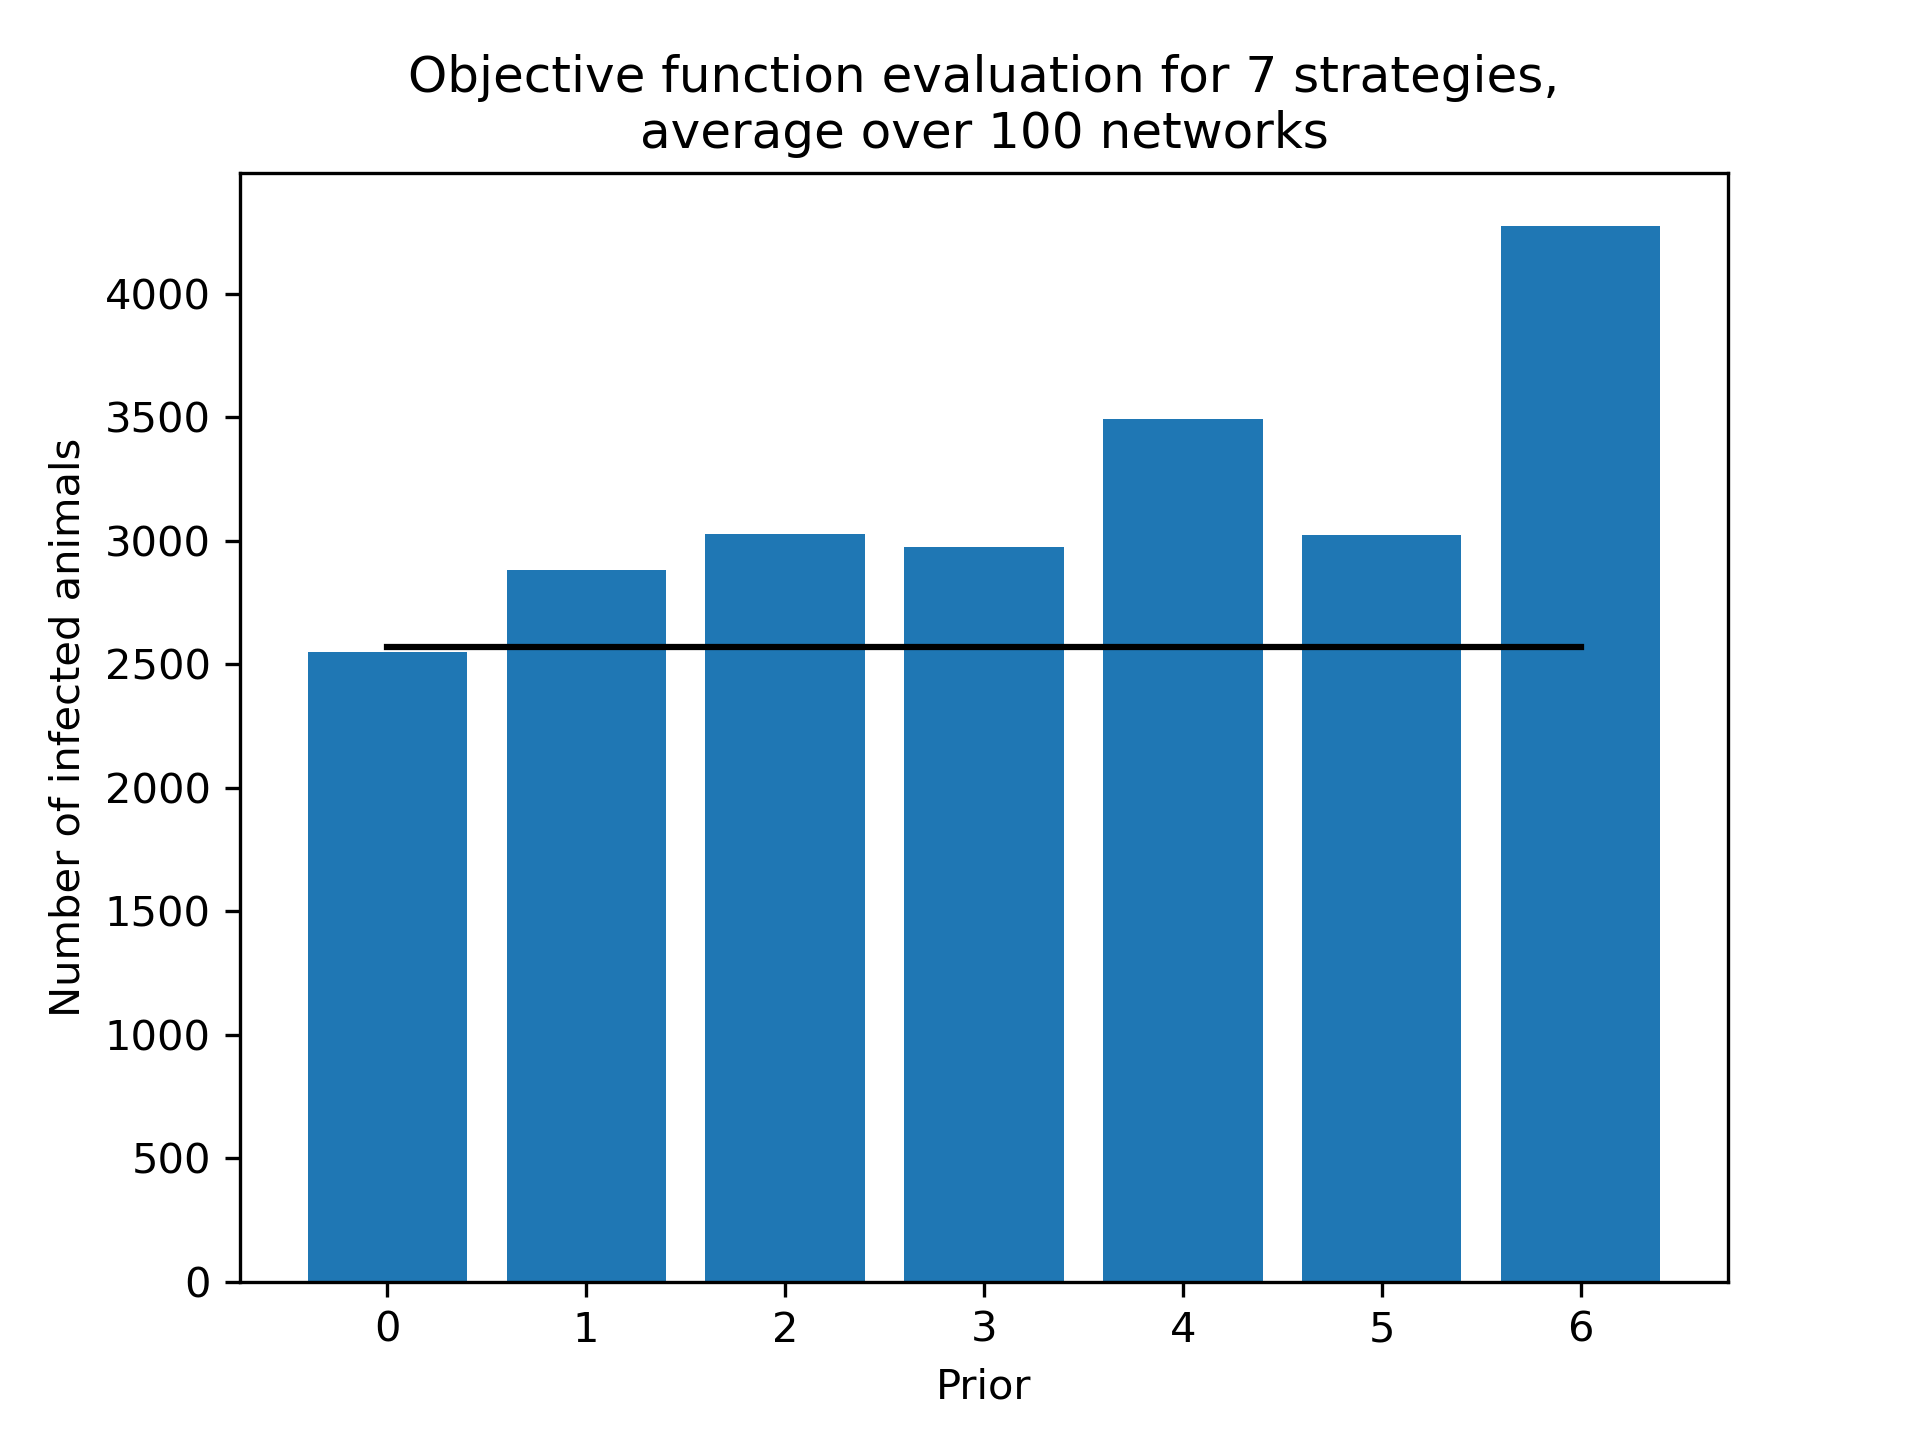 Objective function evaluation for 7 strategies,
average over 100 networks
Number of infected animals
4000
3500
3000
2500
2000
1500
1000
500
0
0 1 2 3 4 5 6
Prior